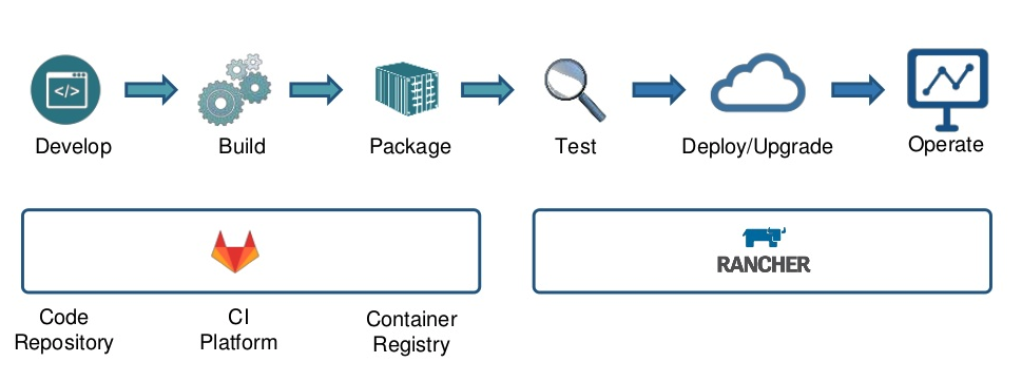 </>
Develop
Build
Package
Test
Deploy/Upgrade
Operate
RANCHER
Code
Repository
CI
Platform
Container
Registry